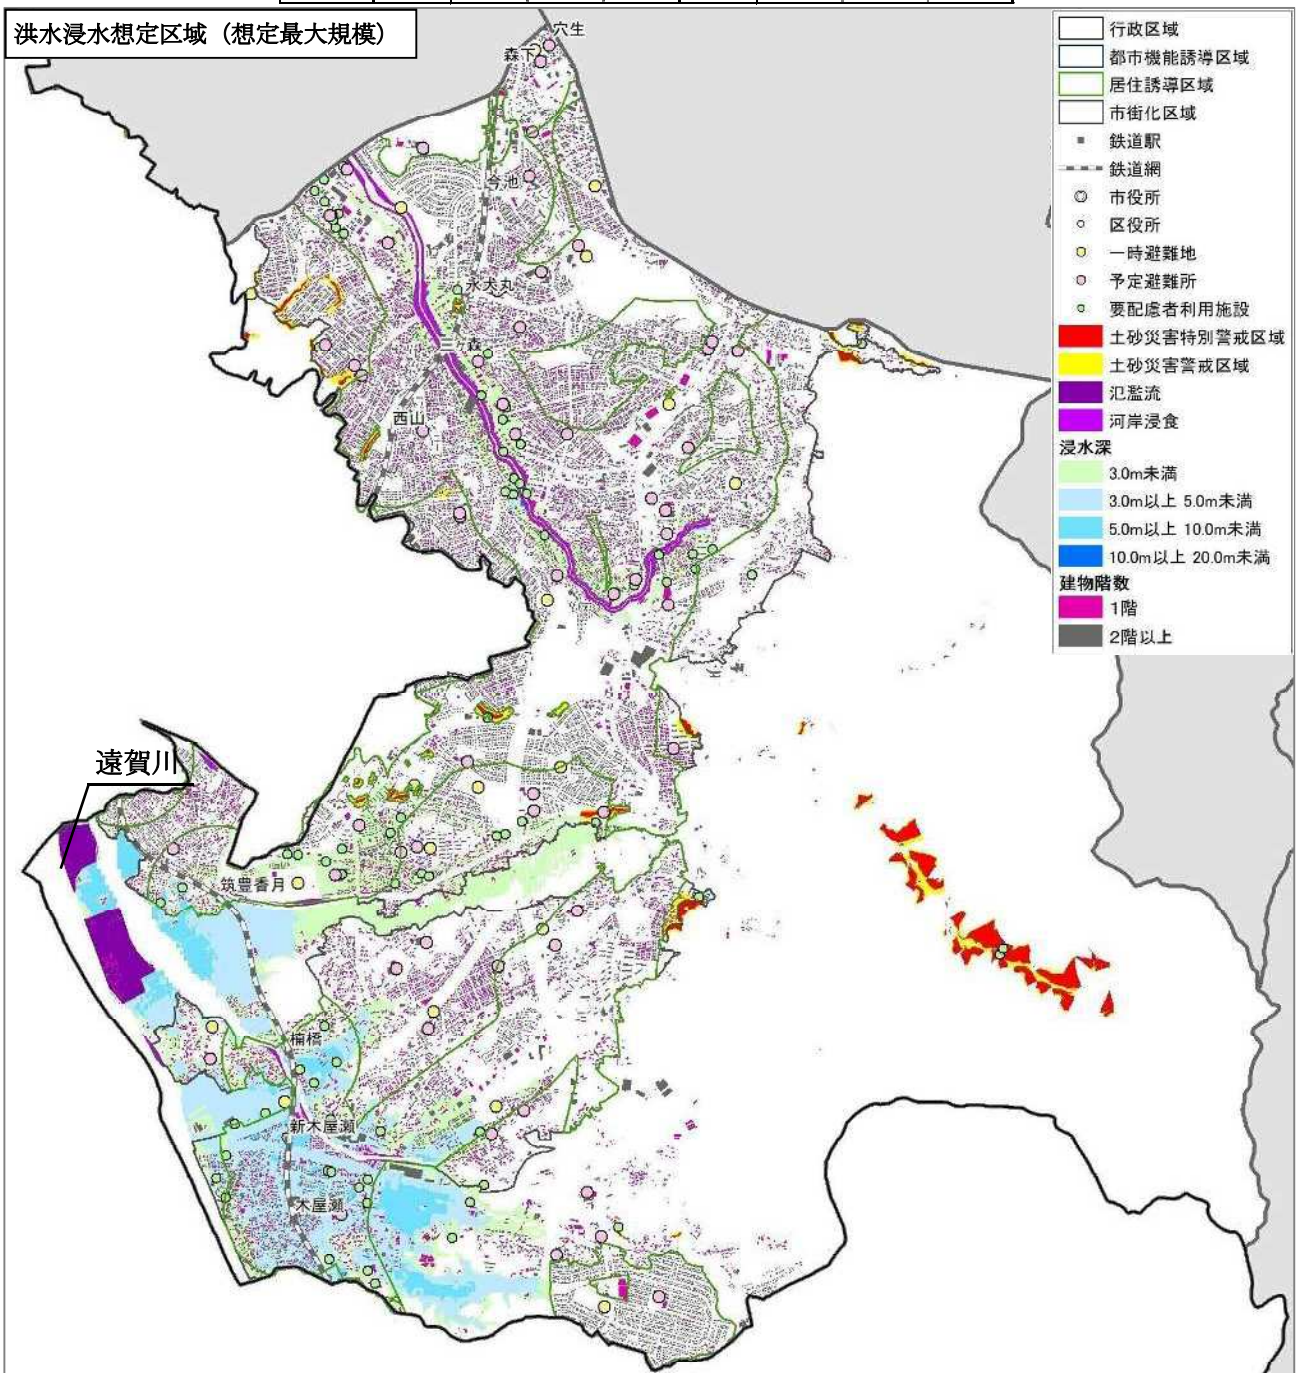 洪水浸水想定区域（想定最大規模）
穴生
森下
今池
永犬丸
三ヶ森
西山
遠賀川
筑豊香月
楠橋
新木屋瀬
木屋瀬
行政区域
都市機能誘導区域
居住誘導区域
市街化区域
鉄道駅
鉄道網
市役所
区役所
一時避難地
予定避難所
要配慮者利用施設
土砂災害特別警戒区域
土砂災害警戒区域
氾濫流
河岸浸食
浸水深
3.0m未満
3.0m以上 5.0m未満
5.0m以上 10.0m未満
10.0m以上 20.0m未満
建物階数
1階
2階以上